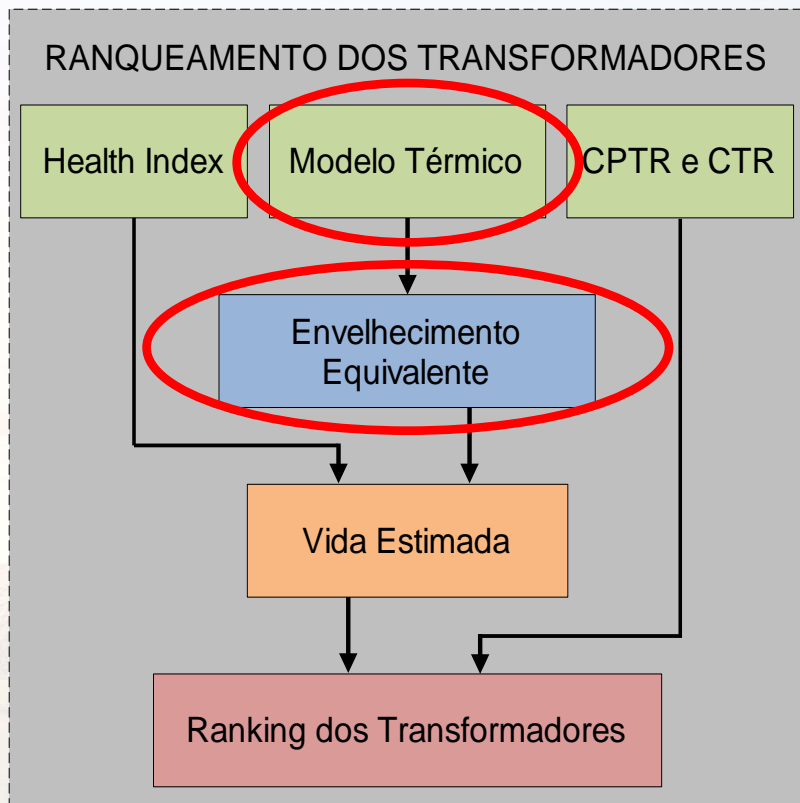 RANQUEAMENTO DOS TRANSFORMADORES
Health Index
Modelo Térmico
CPTR e CTR
Envelhecimento
Equivalente
Vida Estimada
Ranking dos Transformadores